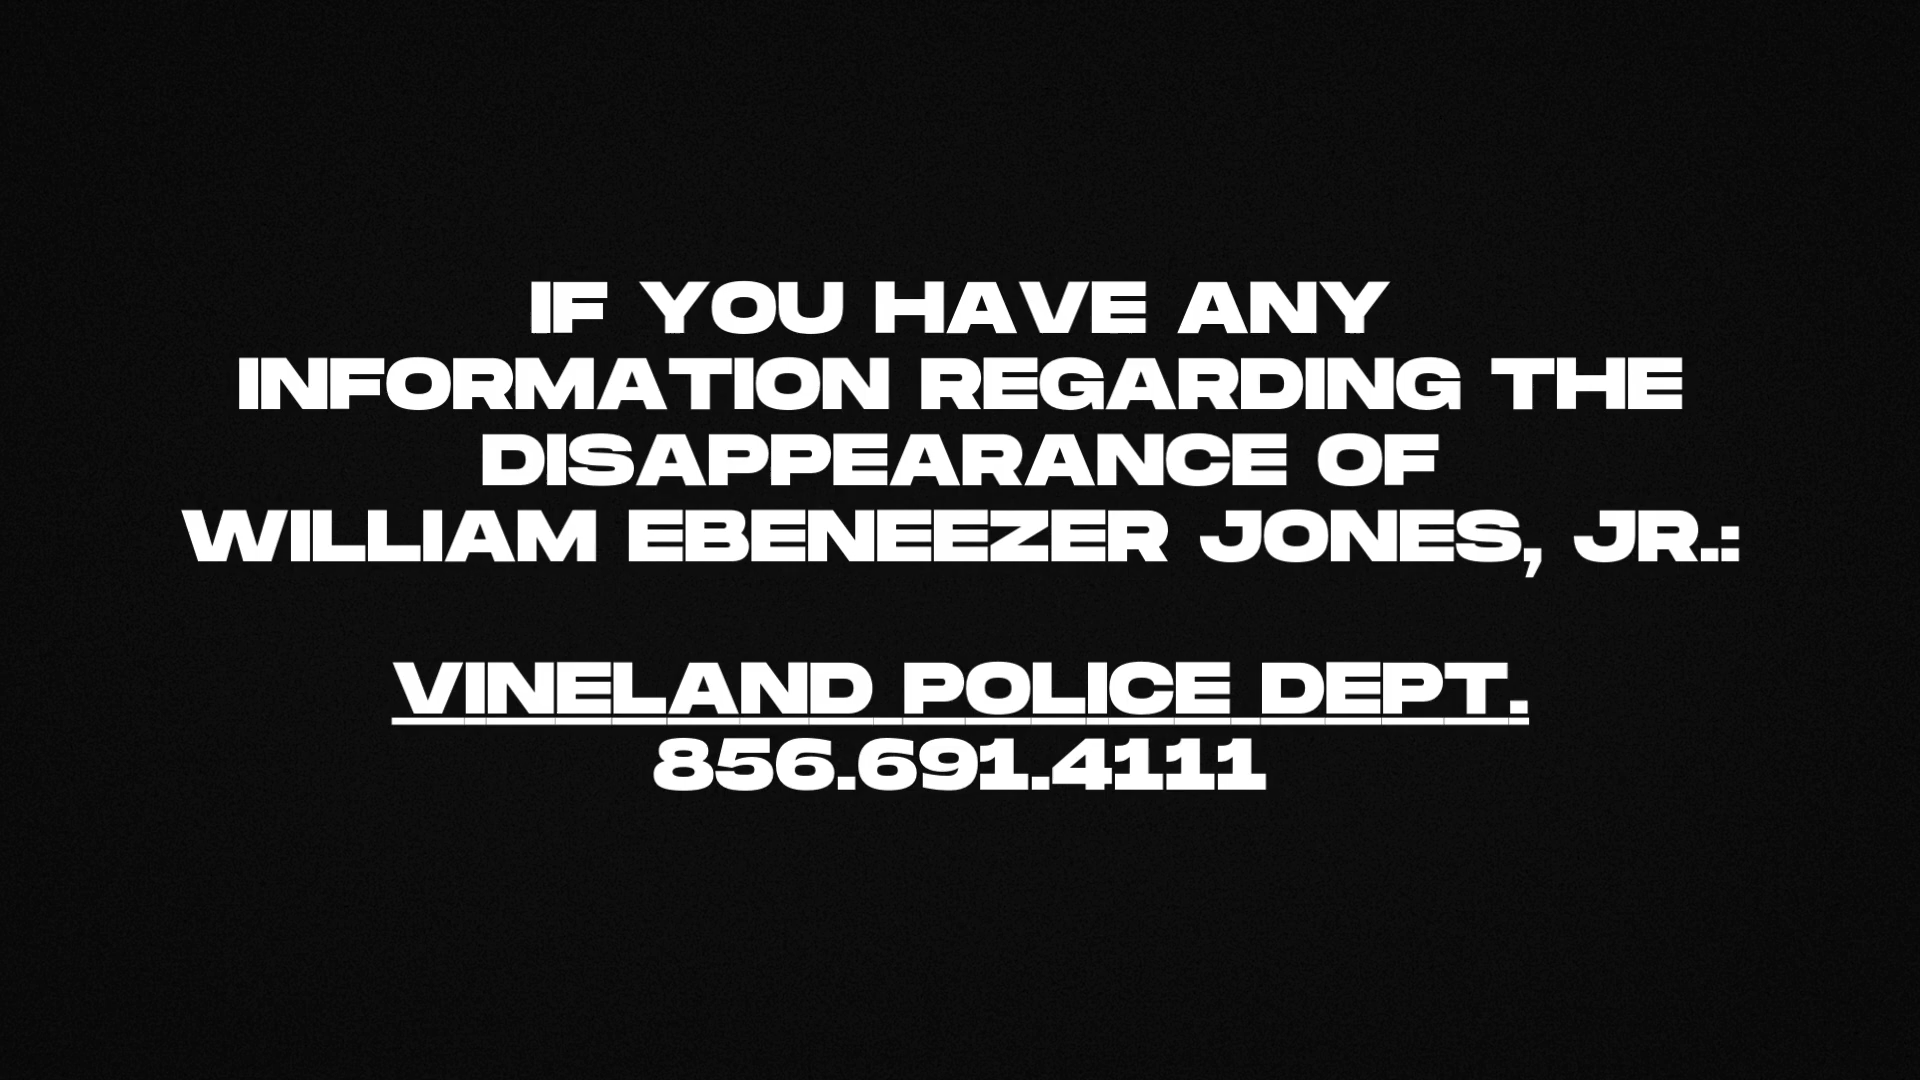 IF YOU HAVE ANY
INFORMATION REGARDING THE
DISAPPEARANCE OF
WILLIAM EBENEEZER JONES, JR.:
VINELAND POLICE DEPT.
856.691.4111